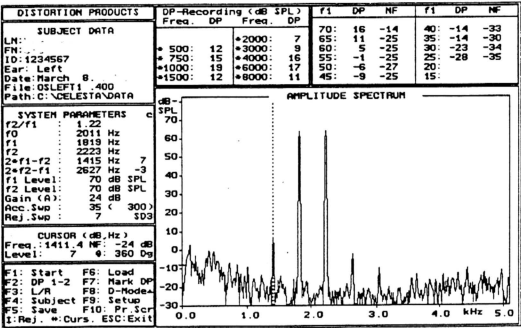 DISTORTION PRODUCTS
SUBJECT DATA
LN:
FN:
ID:1234567
Ear: Left
Date:March 8.
File:OSLEFT1 .400
Path:C:\CELESTA\DATA
SYSTEM PARAMETERS c
f2/f1 : 1.22
f0 : 2011 Hz
f1 : 1819 Hz
f2 : 2223 Hz
2*f1-f2 : 1415 Hz 7
2*f2-f1 : 2627 Hz -3
f1 Level: 70 dB SPL
f2 Level: 70 dB SPL
Gain (A): 24 dB
Acc.Swp : 35 ( 300)
Rej.Swp : 7 SD3
CURSOR (dB,Hz)
Freq.:1411.4 NF: -24 dB
Level: 7 Φ: 360 Dg
F1: Start F6: Load
F2: DP 1-2 F7: Mark DP
F3: L/R F8: D-Mode
F4: Subject F9: Setup
F5: Save F10: Pr.Scr
I:Rej. *:Curs. ESC:Exit
DP-Recording (dB SPL)
Freq. DP Freq. DP
*2000: 7
* 500: 12 *3000: 9
* 750: 15 *4000: 16
*1000: 19 *6000: 17
*1500: 12 *8000: 11
f1 DP NF f1 DP NF
70: 16 -14 40: -14 -33
65: 11 -25 35: -14 -30
60: 5 -25 30: -23 -34
55: -1 -25 25: -28 -35
50: -6 -27 20:
45: -9 -25 15:
AMPLITUDE SPECTRUM
dB-
SPL
70
60
50
40
30
20
10
0
-10
-20
-30
0.0 1.0 2.0 3.0 4.0 kHz 5.0